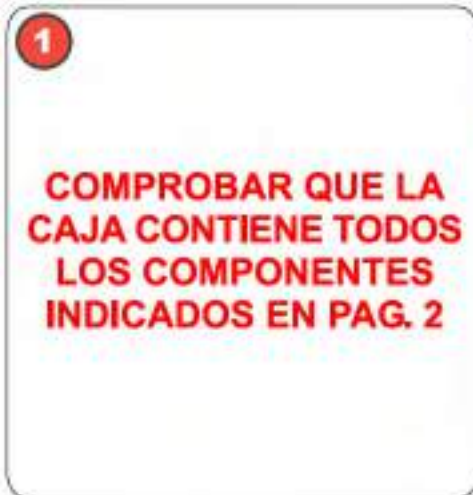 1
COMPROBAR QUE LA
CAJA CONTIENE TODOS
LOS COMPONENTES
INDICADOS EN PAG. 2